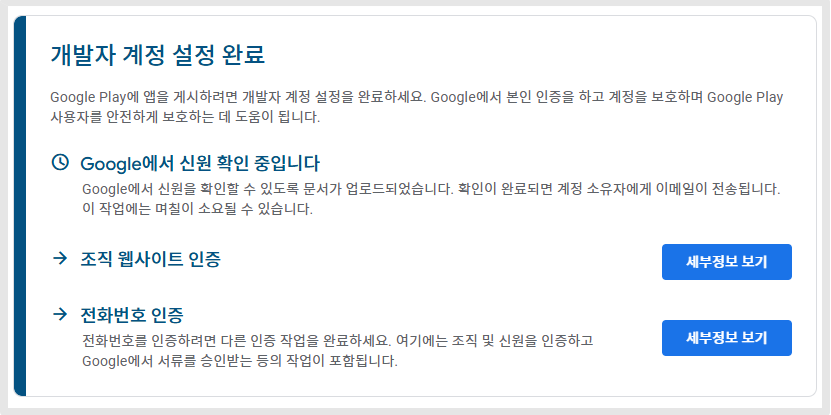 개발자 계정 설정 완료
Google Play에 앱을 게시하려면 개발자 계정 설정을 완료하세요. Google에서 본인 인증을 하고 계정을 보호하며 Google Play
사용자를 안전하게 보호하는 데 도움이 됩니다.
Google에서 신원 확인 중입니다
Google에서 신원을 확인할 수 있도록 문서가 업로드되었습니다. 확인이 완료되면 계정 소유자에게 이메일이 전송됩니다.
이 작업에는 며칠이 소요될 수 있습니다.
조직 웹사이트 인증
세부정보 보기
전화번호 인증
전화번호를 인증하려면 다른 인증 작업을 완료하세요. 여기에는 조직 및 신원을 인증하고
Google에서 서류를 승인받는 등의 작업이 포함됩니다.
세부정보 보기